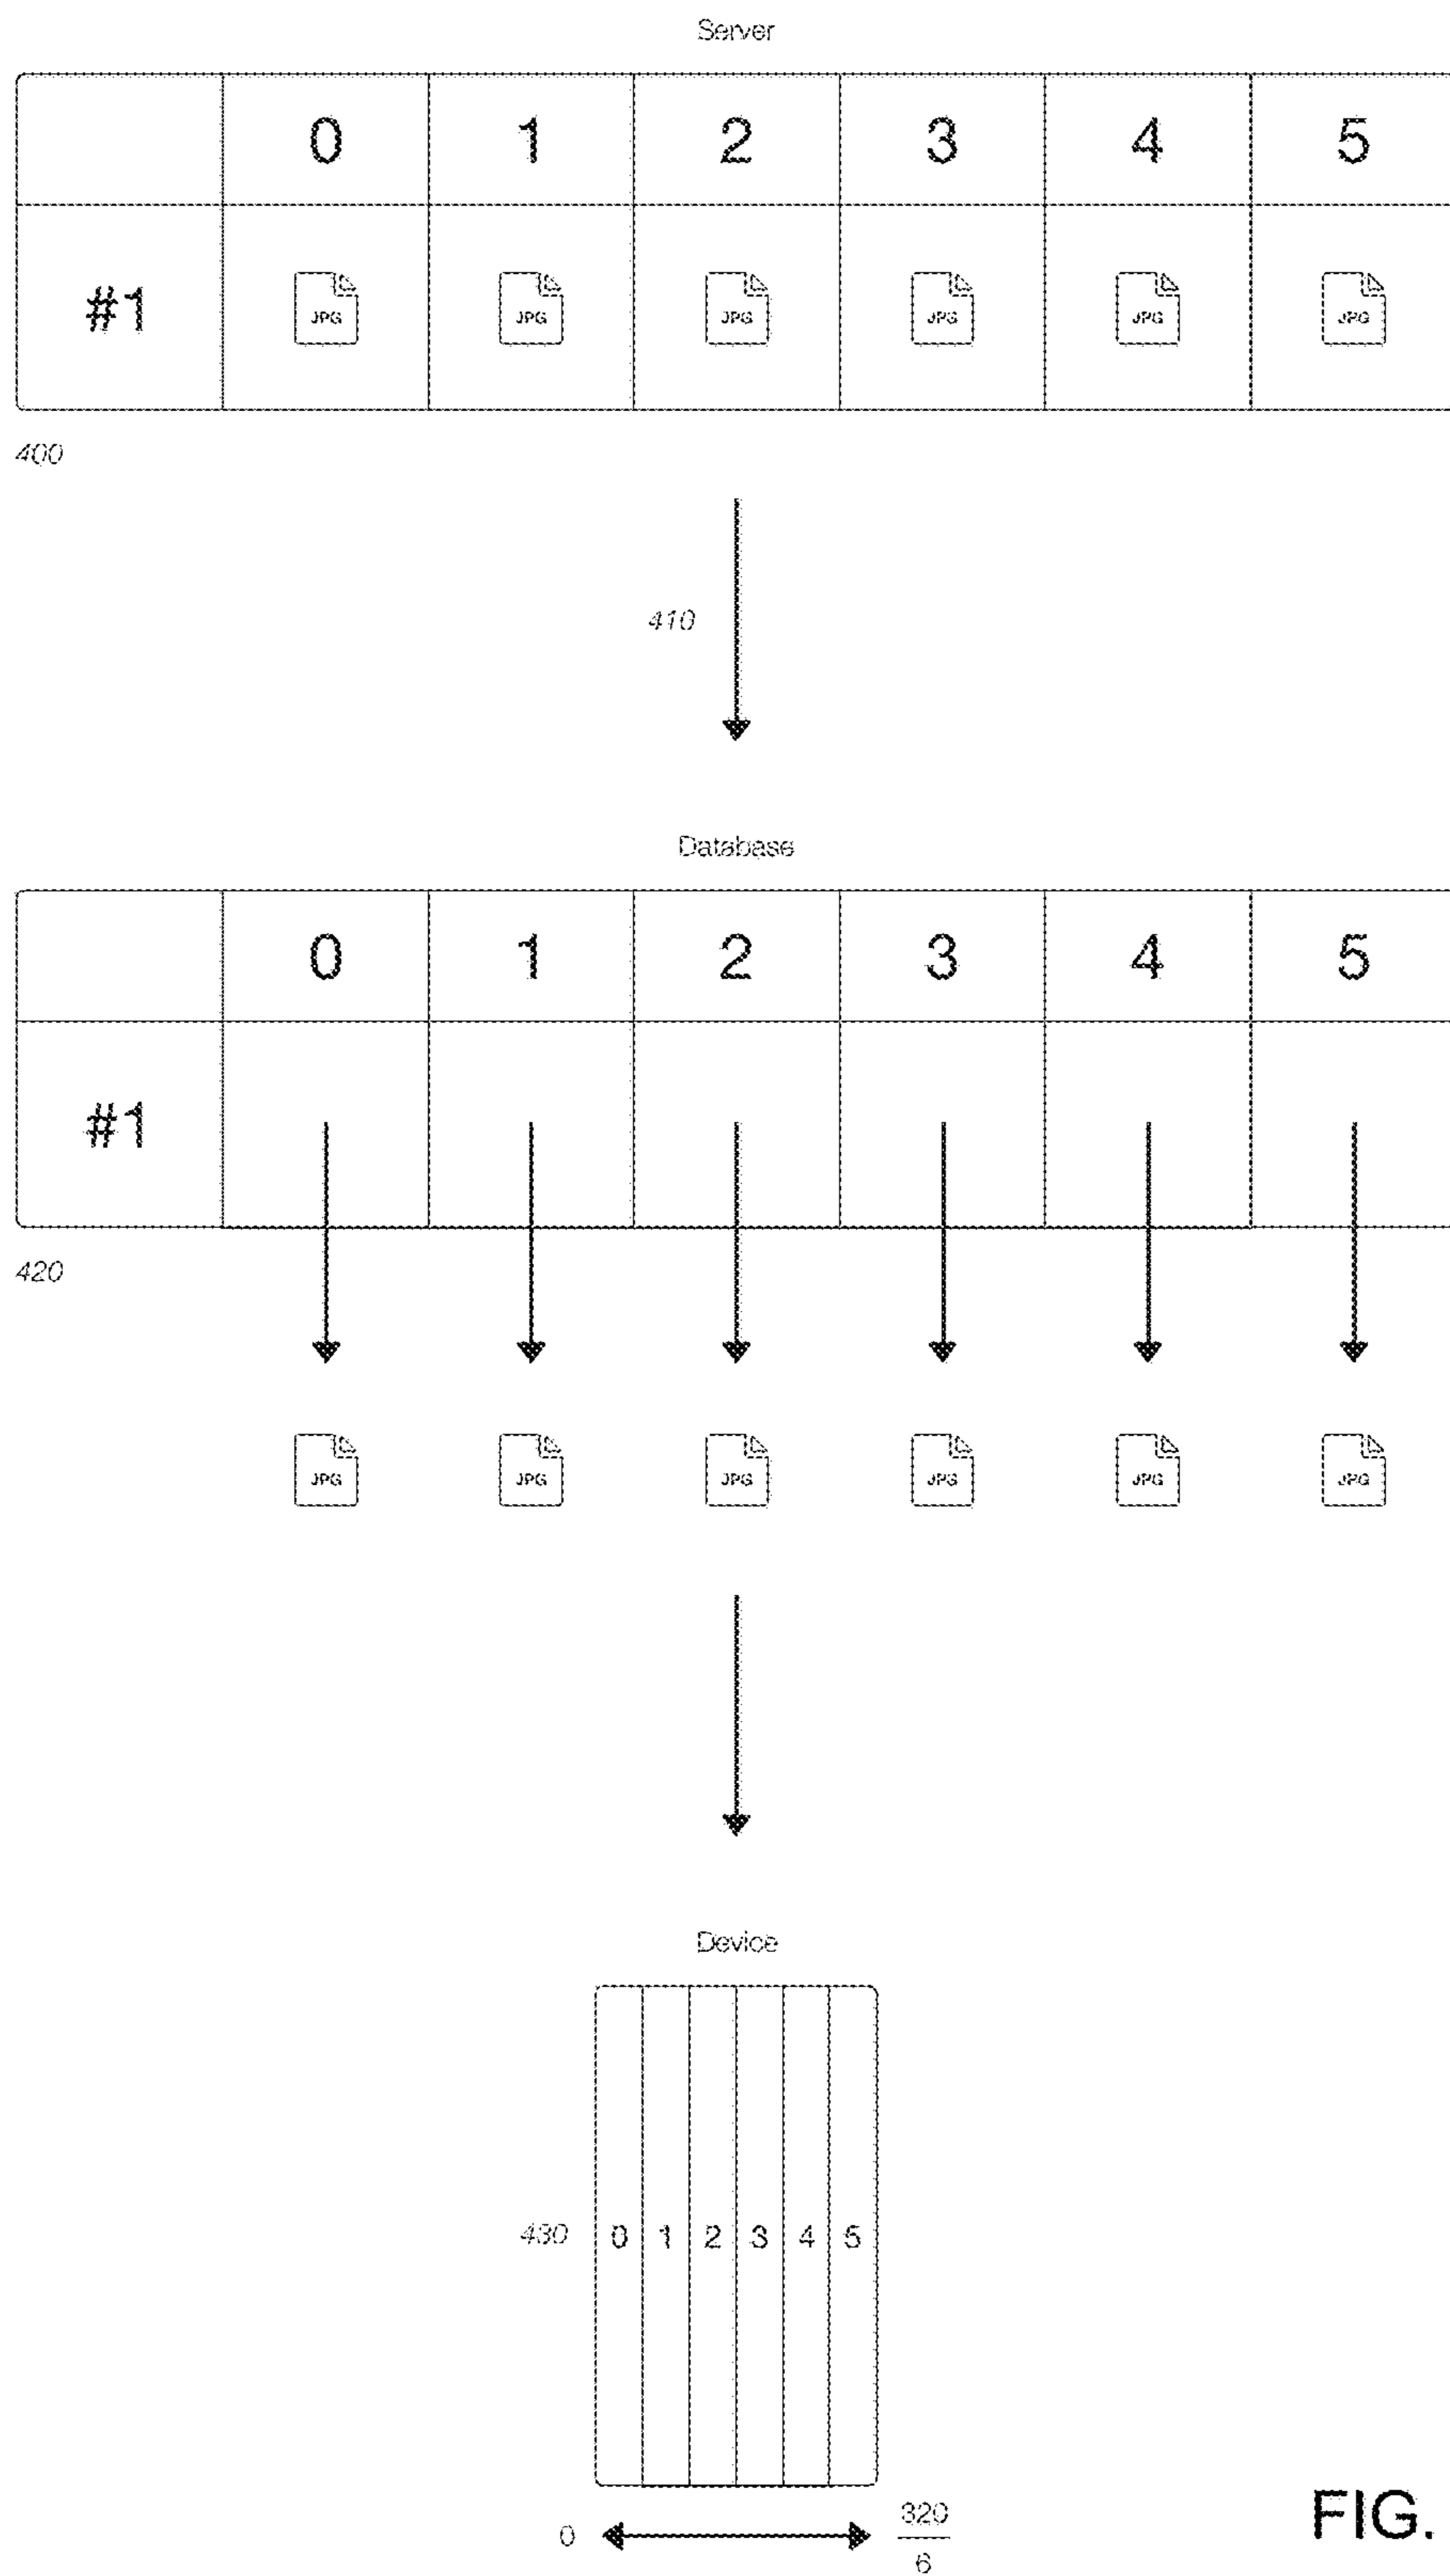 Server
0 1 2 3 4 5
#1 JPG JPG JPG JPG JPG JPG
400
410
Database
0 1 2 3 4 5
#1
420
JPG JPG JPG JPG JPG JPG
Device
430 0 1 2 3 4 5
0 320
6
FIG.